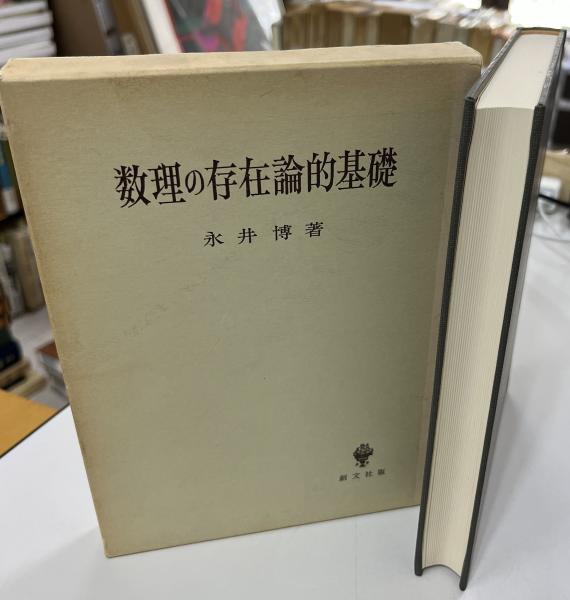 数理の存在論的基礎
永井博著
創文社版